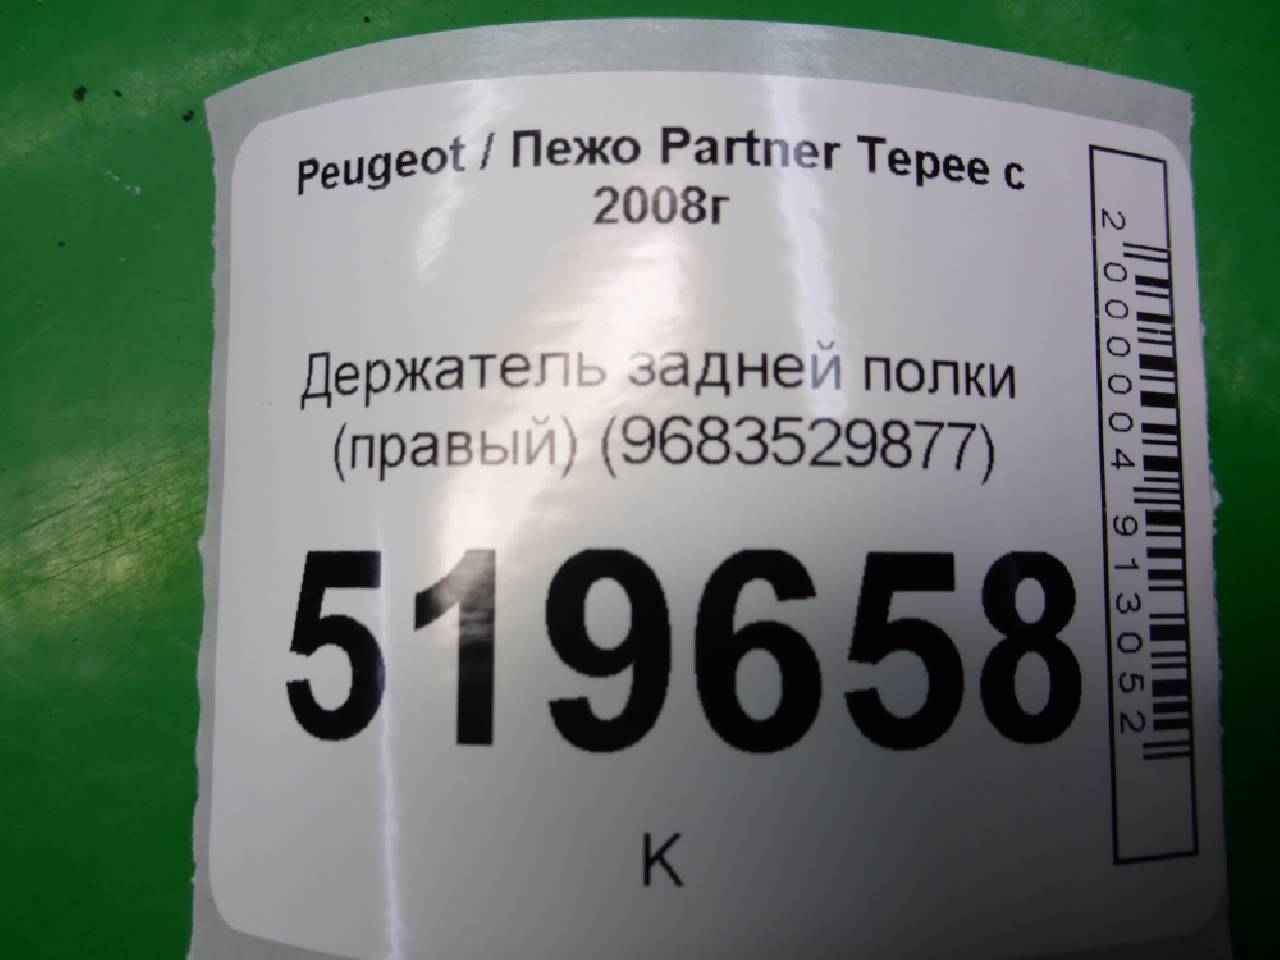 Peugeot / Пежо Partner Tepee с
2008г
Держатель задней полки
(правый) (9683529877)
519658
К
2000004913052